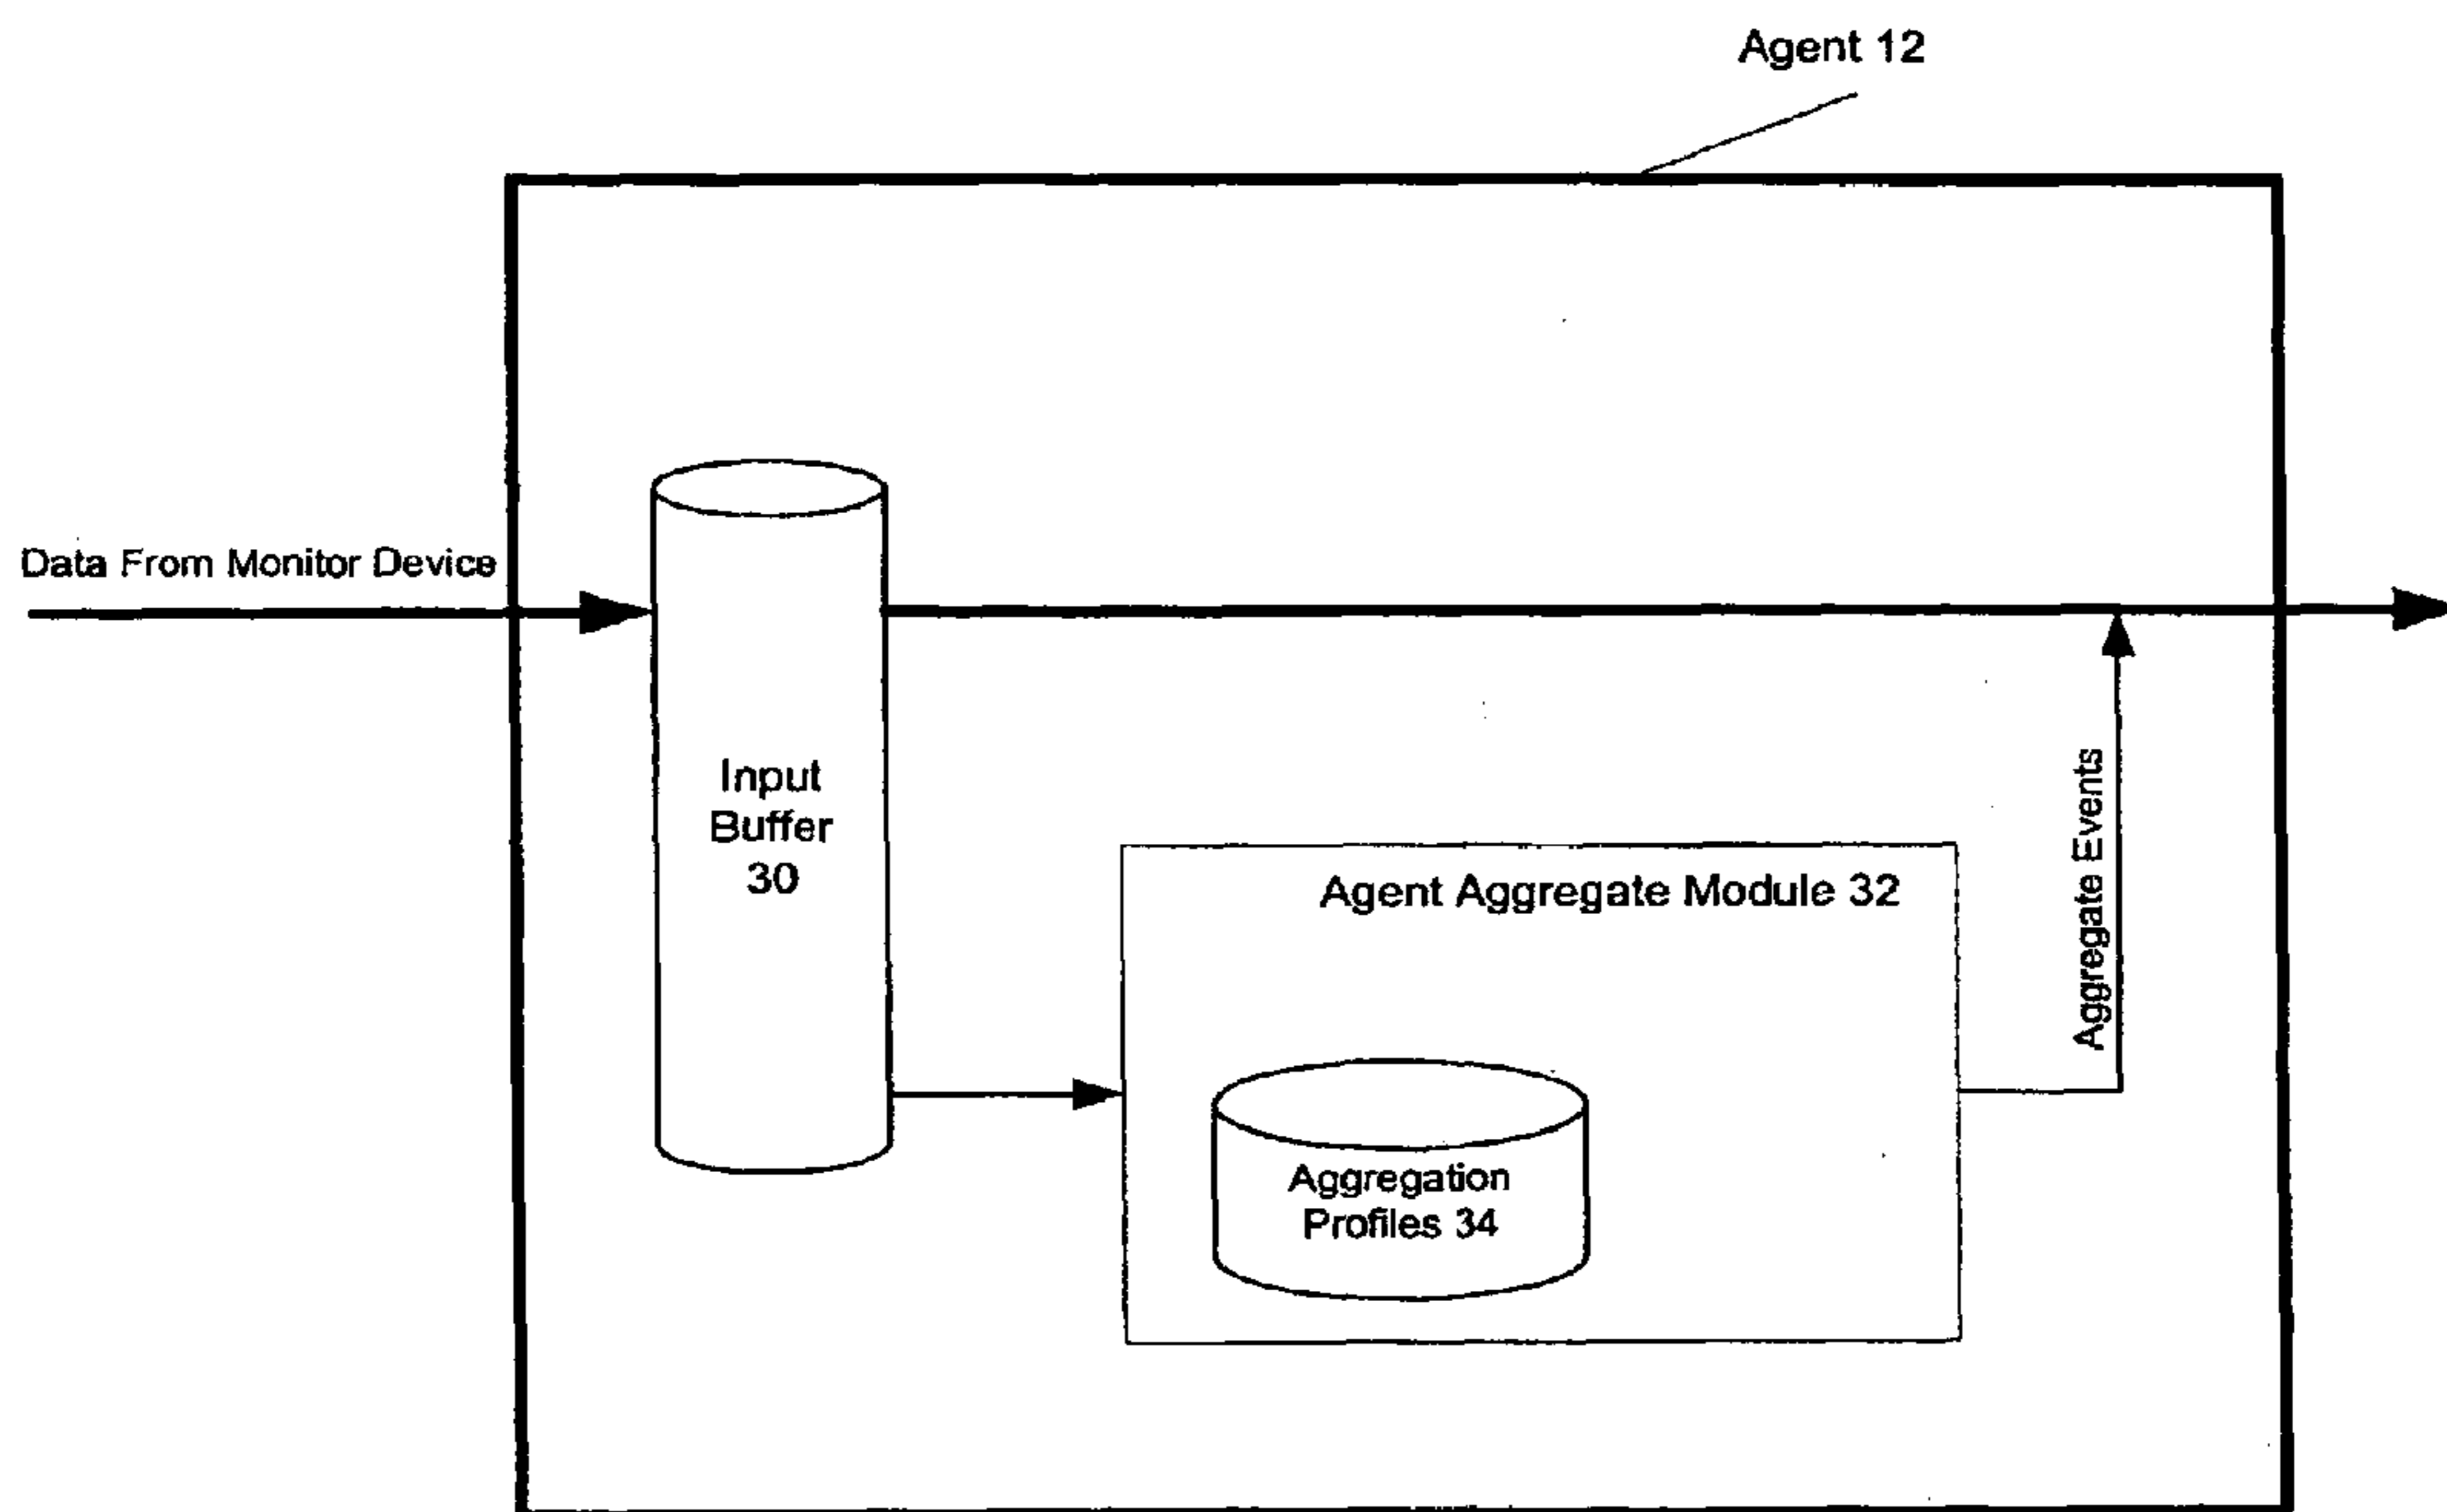 Agent 12
Data From Monitor Device
Input
Buffer
30
Agent Aggregate Module 32
Aggregate Events
Aggregation
Profiles 34